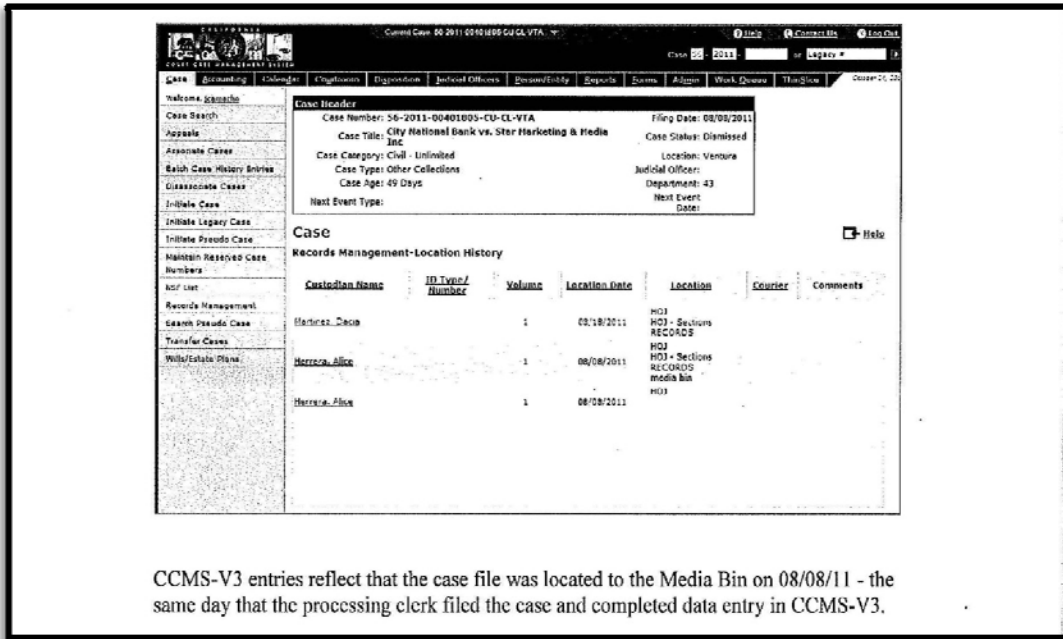 CALIFORNIA
COURT CASE MANAGEMENT SYSTEM
Current Case: 56-2011-00401805-CU-CL-VTA
Help Contact Us Log Out
Case 56 - 2011 - or Legacy #
Case Accounting Calendar Courtroom Disposition Judicial Officers Person/Entity Reports Forms Admin Work Queue ThinSlice
Welcome,
Case Search
Appeals
Associate Cases
Batch Case History Entries
Disassociate Cases
Initiate Case
Initiate Legacy Case
Initiate Pseudo Case
Maintain Reserved Case
Numbers
NSF List
Records Management
Search Pseudo Case
Transfer Cases
Wills/Estate Plans
Case Header
Case Number: 56-2011-00401805-CU-CL-VTA Filing Date: 08/08/2011
Case Title: City National Bank vs. Star Marketing & Media
Inc
Case Status: Dismissed
Case Category: Civil - Unlimited Location: Ventura
Case Type: Other Collections Judicial Officer:
Case Age: 49 Days Department: 43
Next Event Type: Next Event
Date:
Case
Help
Records Management-Location History
Custodian Name ID Type/
Number Volume Location Date Location Courier Comments
Martinez, 1 08/18/2011 HOJ
HOJ - Sections
RECORDS
Herrera, Alice 1 08/08/2011 HOJ
HOJ - Sections
RECORDS
media bin
Herrera, Alice 1 08/08/2011 HOJ
CCMS-V3 entries reflect that the case file was located to the Media Bin on 08/08/11 - the
same day that the processing clerk filed the case and completed data entry in CCMS-V3.